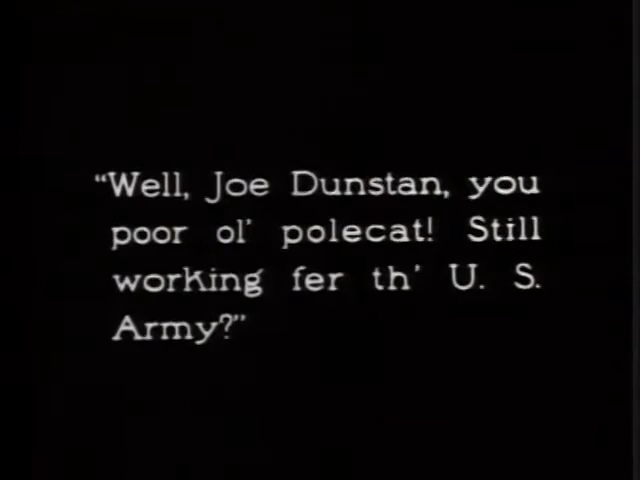 “Well, Joe Dunstan, you
poor ol' polecat! Still
working fer th' U. S.
Army?”